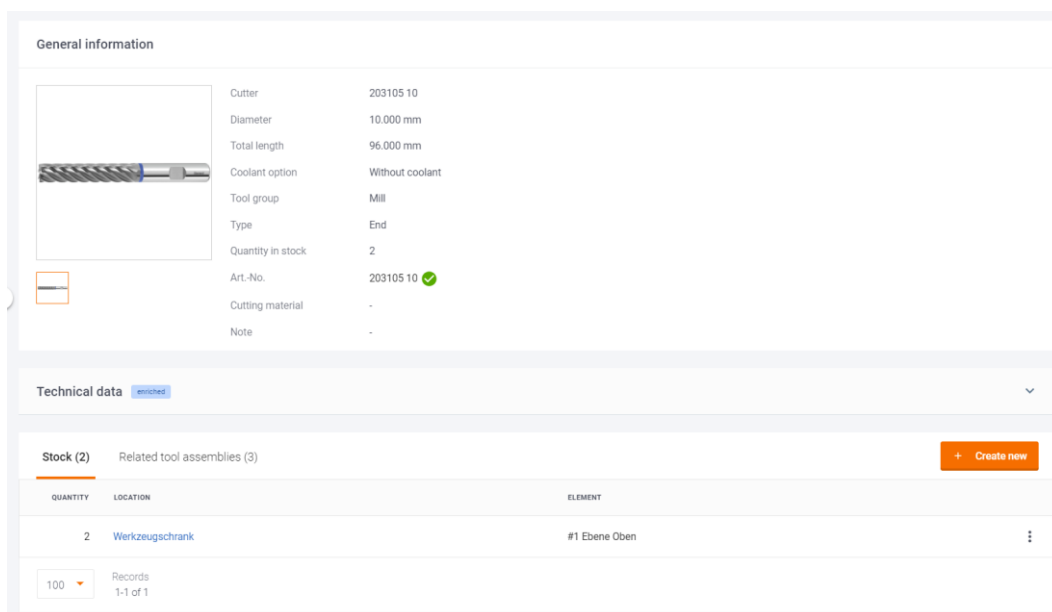 General information
Cutter 203105 10
Diameter 10.000 mm
Total length 96.000 mm
Coolant option Without coolant
Tool group Mill
Type End
Quantity in stock 2
Art.-No. 203105 10
Cutting material -
Note -
Technical data enriched
Stock (2) Related tool assemblies (3) + Create new
QUANTITY LOCATION ELEMENT
2 Werkzeugschrank #1 Ebene Oben
100 Records
1-1 of 1